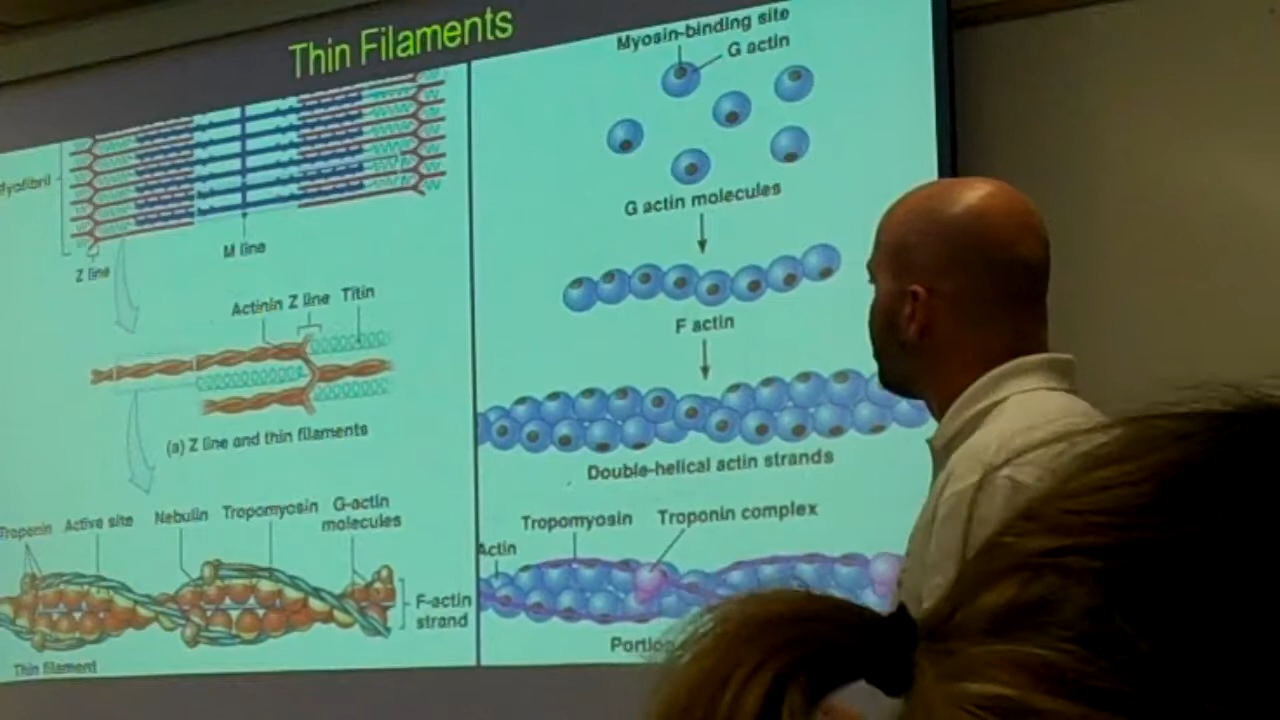 Thin Filaments
Myofibril
Z line
M line
Actinin Z line Titin
(a) Z line and thin filaments
Troponin Active site Nebulin Tropomyosin G-actin
molecules
F-actin
strand
Thin filament
Myosin-binding site
G actin
G actin molecules
F actin
Double-helical actin strands
Tropomyosin Troponin complex
Actin